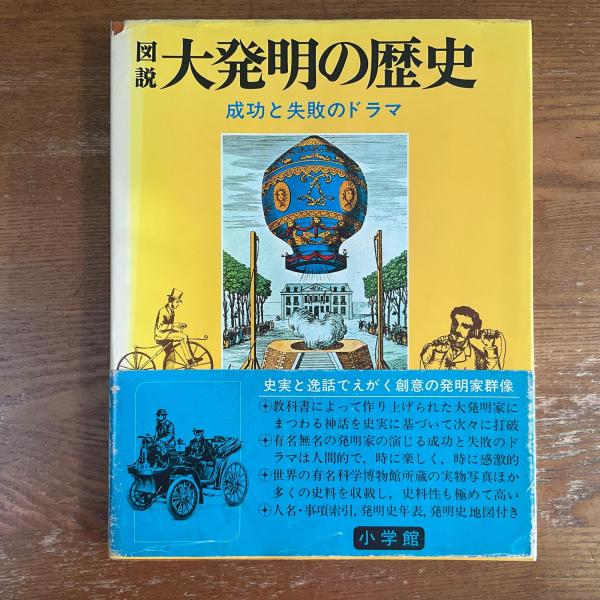 図説 大発明の歴史
成功と失敗のドラマ
史実と逸話でえがく創意の発明家群像
教科書によって作り上げられた大発明家に
まつわる神話を史実に基づいて次々に打破
有名無名の発明家の演じる成功と失敗のド
ラマは人間的で，時に楽しく，時に感激的
世界の有名科学博物館所蔵の実物写真ほか
多くの史料を収載し，史料性も極めて高い
人名・事項索引，発明史年表，発明史地図付き
小学館